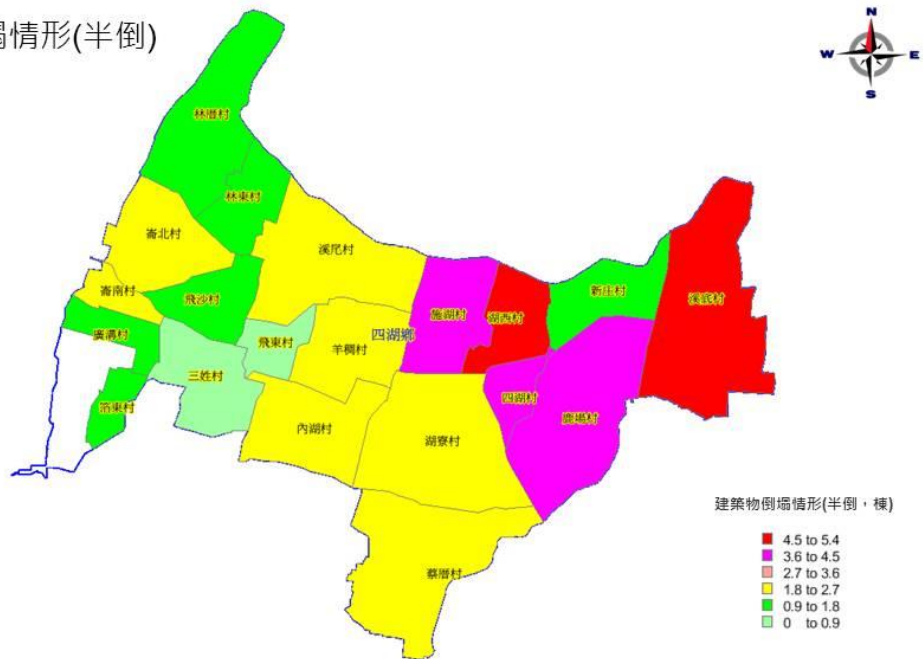 塌情形(半倒)
N
W
E
S
林厝村
林東村
崙北村
溪尾村
崙南村
飛沙村
新庄村
溪底村
施湖村
湖西村
廣溝村
飛東村
羊稠村
四湖鄉
三姓村
箔東村
四湖村
鹿場村
內湖村
湖寮村
蔡厝村
建築物倒塌情形(半倒，棟)
4.5 to 5.4
3.6 to 4.5
2.7 to 3.6
1.8 to 2.7
0.9 to 1.8
0 to 0.9